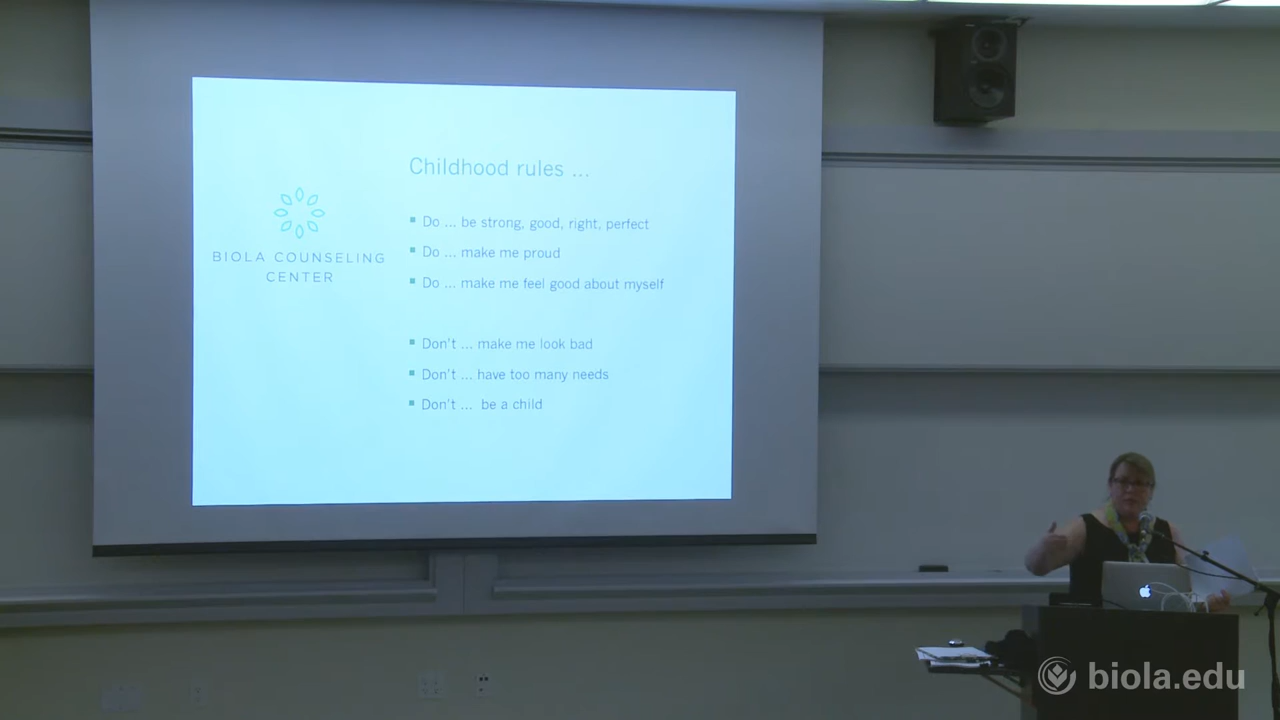 Childhood rules ...
BIOLA COUNSELING
CENTER
▪ Do ... be strong, good, right, perfect
▪ Do ... make me proud
▪ Do ... make me feel good about myself
▪ Don't ... make me look bad
▪ Don't ... have too many needs
▪ Don't ... be a child
biola.edu